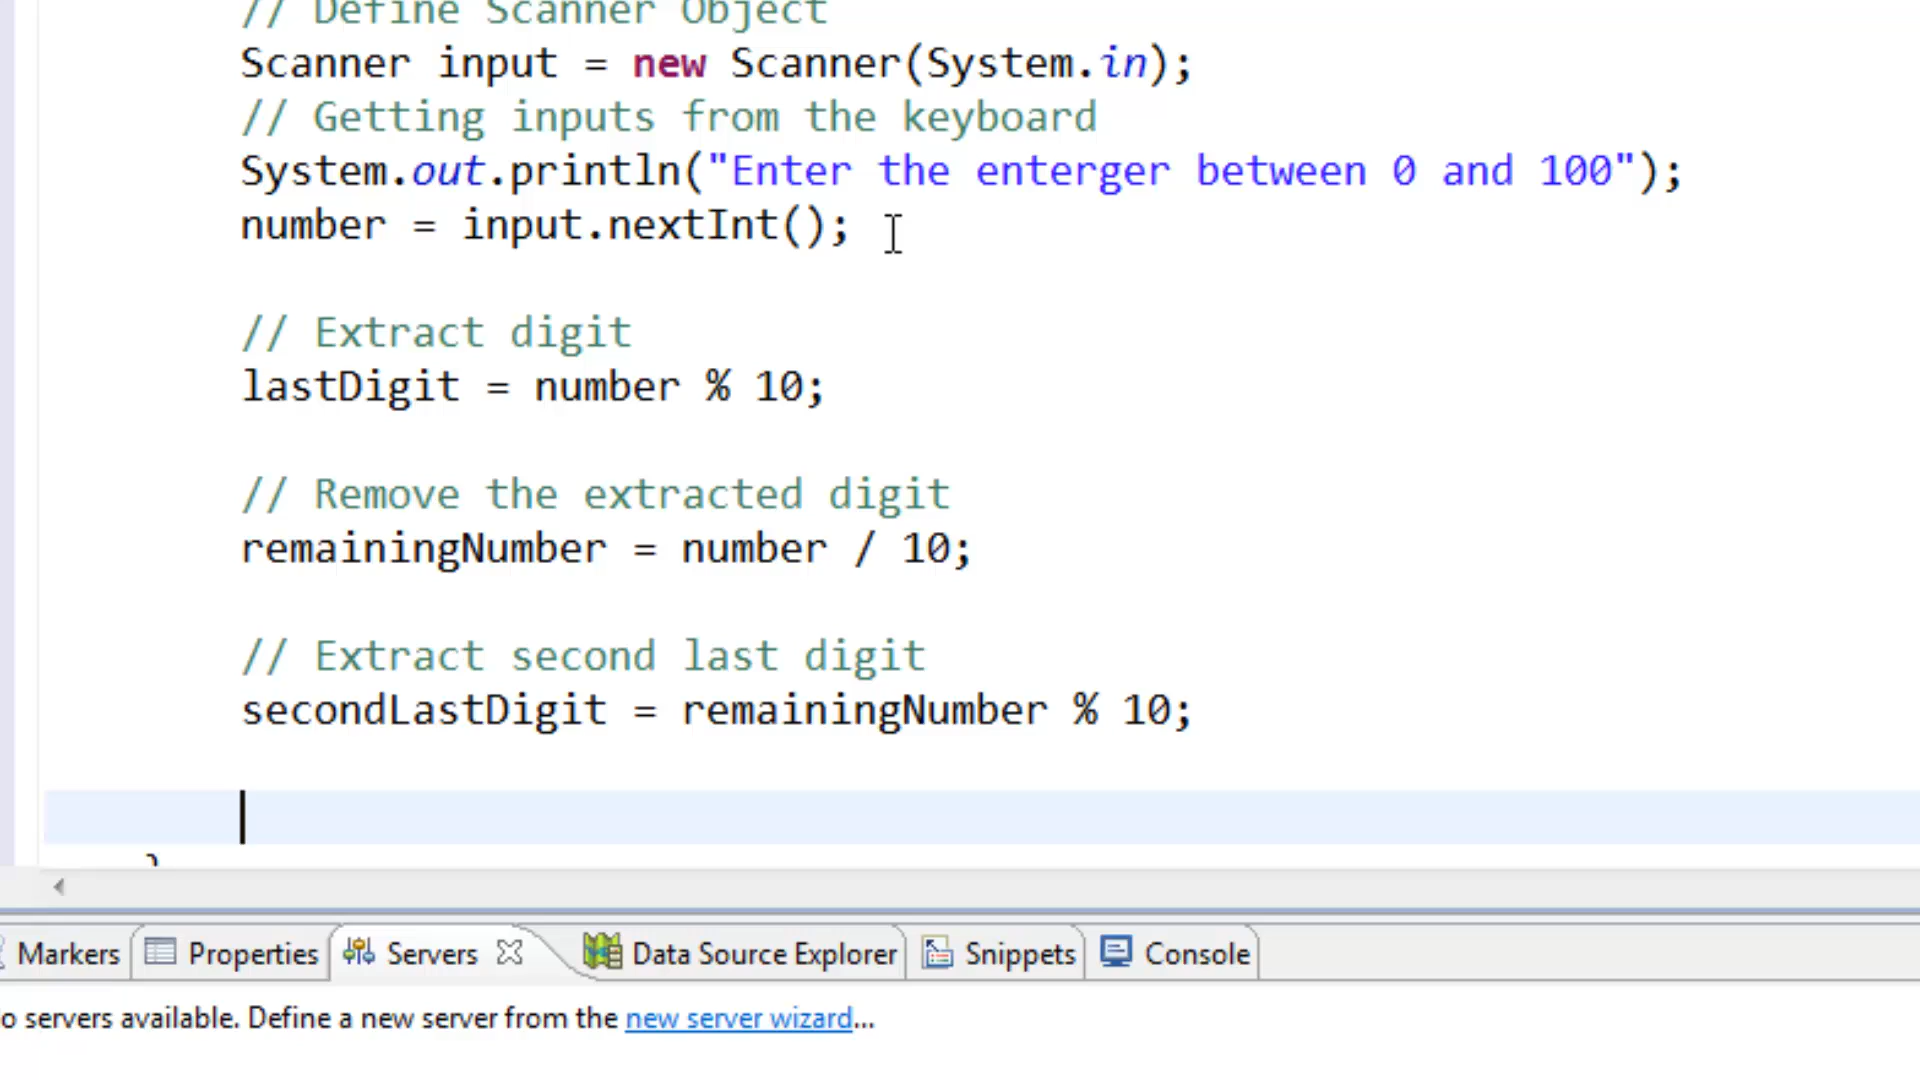 // Define Scanner Object
Scanner input = new Scanner(System.in);
// Getting inputs from the keyboard
System.out.println("Enter the enterger between 0 and 100");
number = input.nextInt();
// Extract digit
lastDigit = number % 10;
// Remove the extracted digit
remainingNumber = number / 10;
// Extract second last digit
secondLastDigit = remainingNumber % 10;
}
Markers Properties Servers Data Source Explorer Snippets Console
o servers available. Define a new server from the new server wizard...